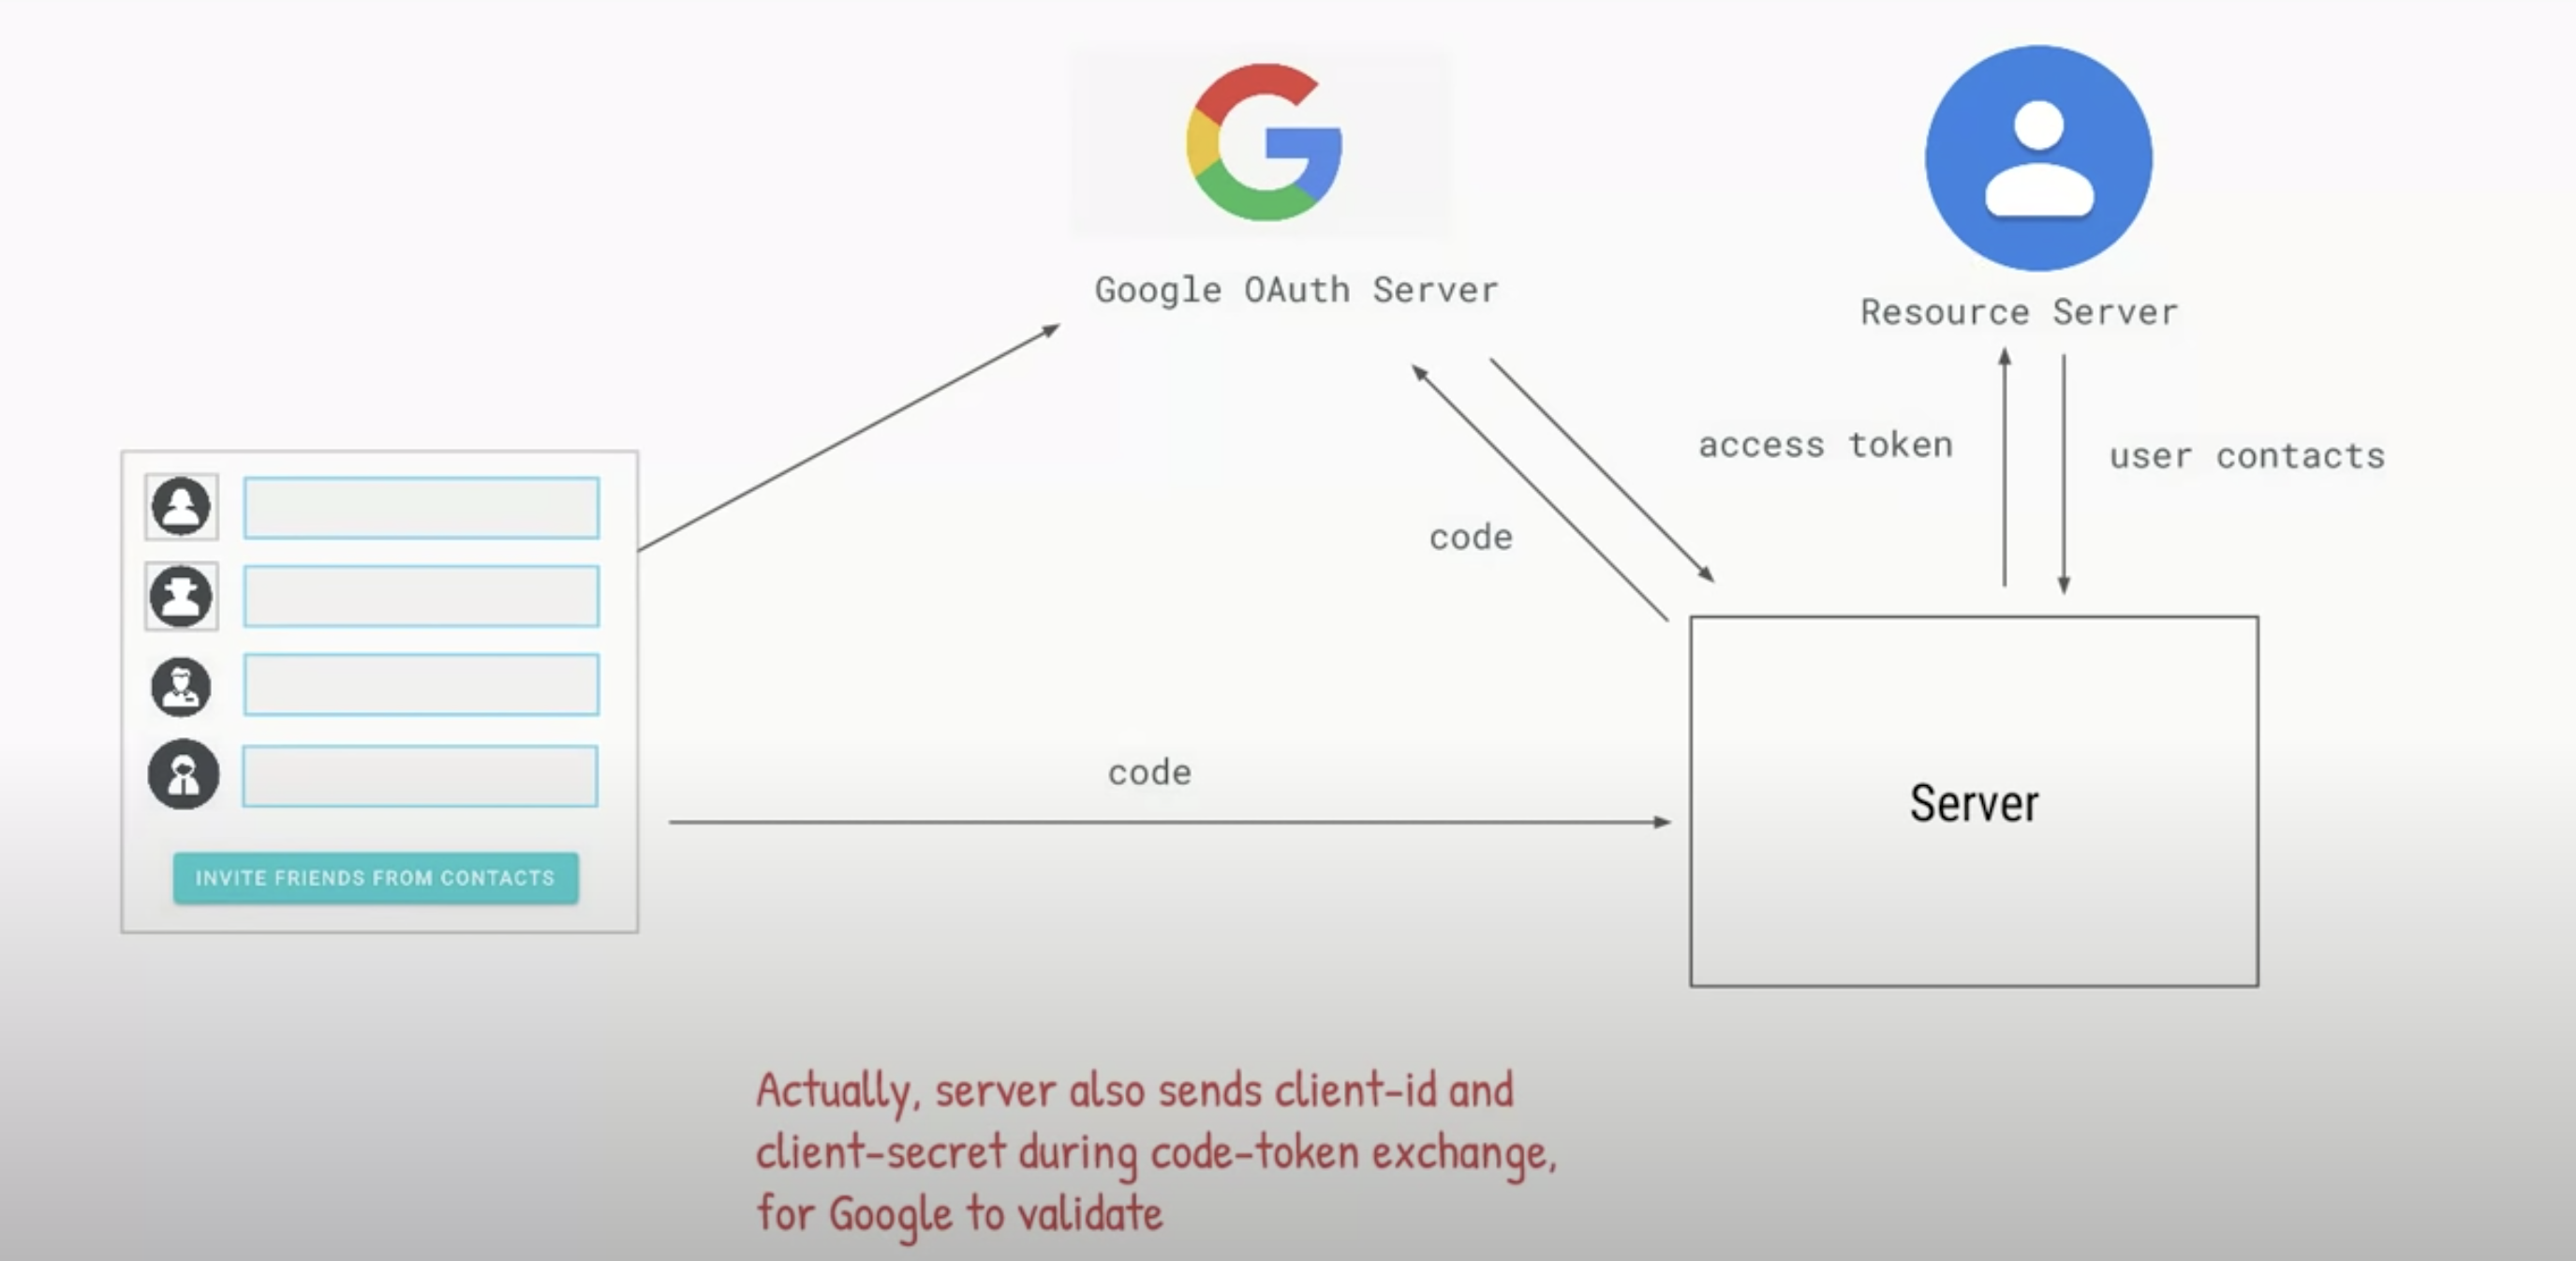 Google OAuth Server
Resource Server
access token
user contacts
code
code
Server
INVITE FRIENDS FROM CONTACTS
Actually, server also sends client-id and
client-secret during code-token exchange,
for Google to validate